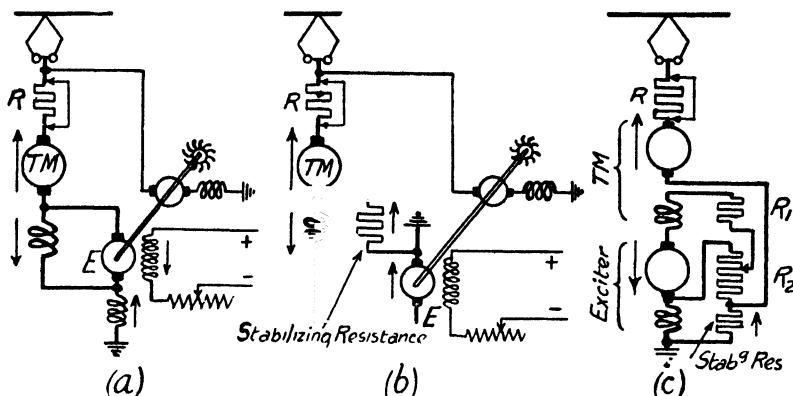 R
TM
E
+
−
(a)
R
TM
Stabilizing Resistance
E
+
−
(b)
R
TM
Exciter
R1
R2
Stabg Res
(c)